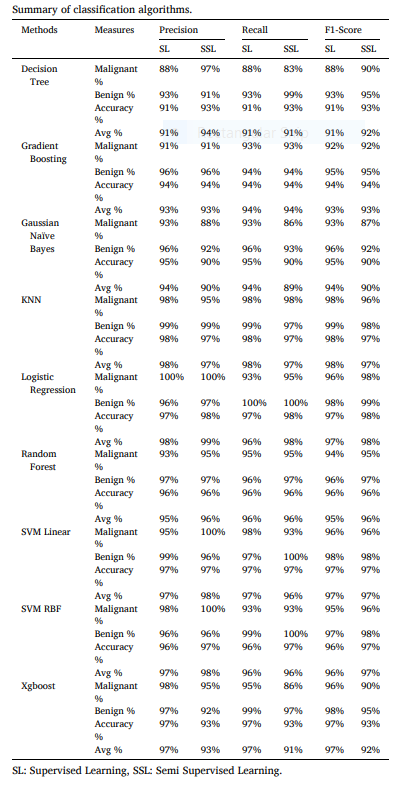 Summary of classification algorithms.
Methods Measures Precision Recall F1-Score
SL SSL SL SSL SL SSL
Decision Malignant 88% 97% 88% 83% 88% 90%
Tree %
Benign % 93% 91% 93% 99% 93% 95%
Accuracy 91% 93% 91% 93% 91% 93%
%
Avg % 91% 94% 91% 91% 91% 92%
Gradient Malignant 91% 91% 93% 93% 92% 92%
Boosting %
Benign % 96% 96% 94% 94% 95% 95%
Accuracy 94% 94% 94% 94% 94% 94%
%
Avg % 93% 93% 94% 94% 93% 93%
Gaussian Malignant 93% 88% 93% 86% 93% 87%
Naïve %
Bayes Benign % 96% 92% 96% 93% 96% 92%
Accuracy 95% 90% 95% 90% 95% 90%
%
Avg % 94% 90% 94% 89% 94% 90%
KNN Malignant 98% 95% 98% 98% 98% 96%
%
Benign % 99% 99% 99% 97% 99% 98%
Accuracy 98% 97% 98% 97% 98% 97%
%
Avg % 98% 97% 98% 97% 98% 97%
Logistic Malignant 100% 100% 93% 95% 96% 98%
Regression %
Benign % 96% 97% 100% 100% 98% 99%
Accuracy 97% 98% 97% 98% 97% 98%
%
Avg % 98% 99% 96% 98% 97% 98%
Random Malignant 93% 95% 95% 95% 94% 95%
Forest %
Benign % 97% 97% 96% 97% 96% 97%
Accuracy 96% 96% 96% 96% 96% 96%
%
Avg % 95% 96% 96% 96% 95% 96%
SVM Linear Malignant 95% 100% 98% 93% 96% 96%
%
Benign % 99% 96% 97% 100% 98% 98%
Accuracy 97% 97% 97% 97% 97% 97%
%
Avg % 97% 98% 97% 96% 97% 97%
SVM RBF Malignant 98% 100% 93% 93% 95% 96%
%
Benign % 96% 96% 99% 100% 97% 98%
Accuracy 96% 97% 96% 97% 96% 97%
%
Avg % 97% 98% 96% 96% 96% 97%
Xgboost Malignant 98% 95% 95% 86% 96% 90%
%
Benign % 97% 92% 99% 97% 98% 95%
Accuracy 97% 93% 97% 93% 97% 93%
%
Avg % 97% 93% 97% 91% 97% 92%
SL: Supervised Learning, SSL: Semi Supervised Learning.